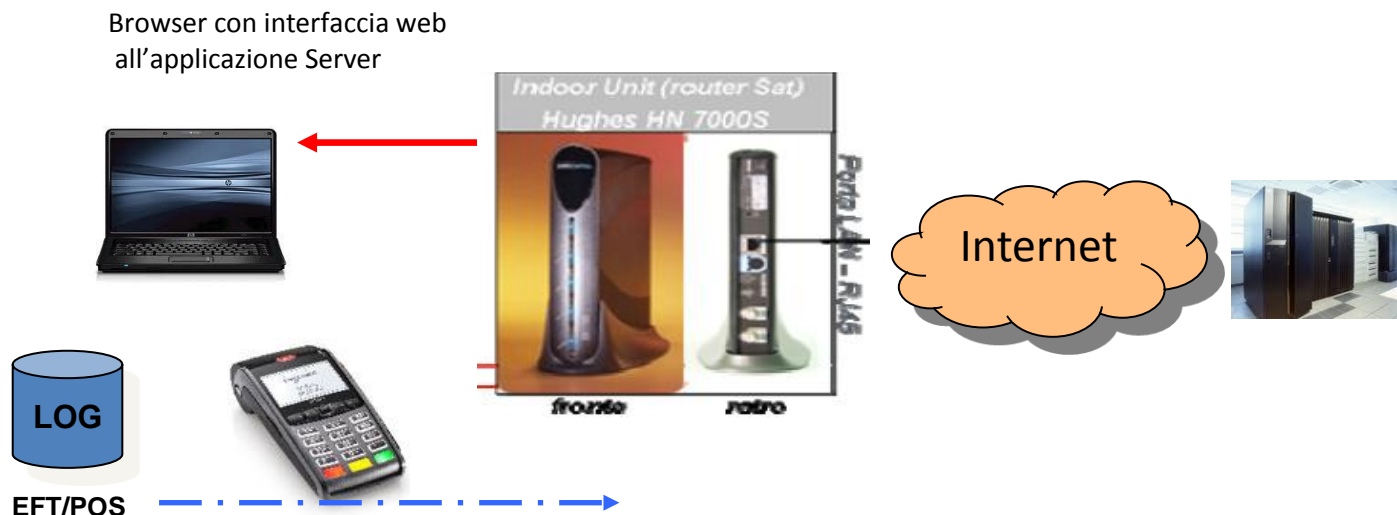 Browser con interfaccia web
all’applicazione Server
Indoor Unit (router Sat)
Hughes HN 7000S
Porta LAN - RJ45
Internet
fronte
retro
LOG
EFT/POS